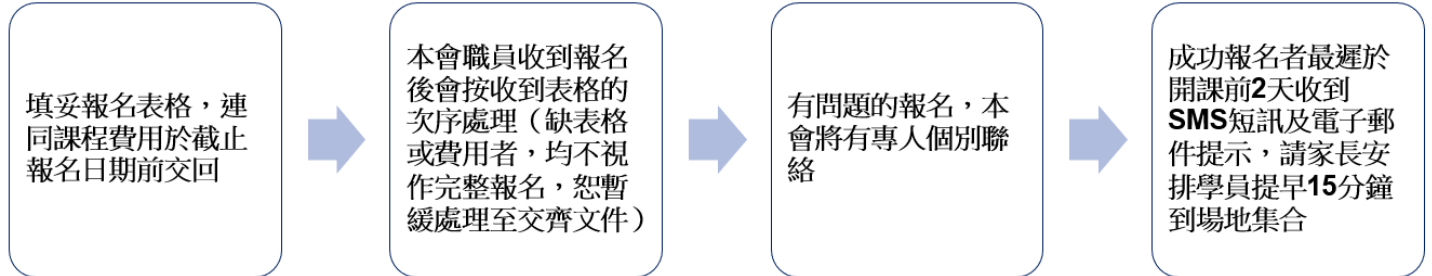 填妥報名表格，連
同課程費用於截止
報名日期前交回
本會職員收到報名
後會按收到表格的
次序處理（缺表格
或費用者，均不視
作完整報名，恕暫
緩處理至交齊文件）
有問題的報名，本
會將有專人個別聯
絡
成功報名者最遲於
開課前2天收到
SMS短訊及電子郵
件提示，請家長安
排學員提早15分鐘
到場地集合